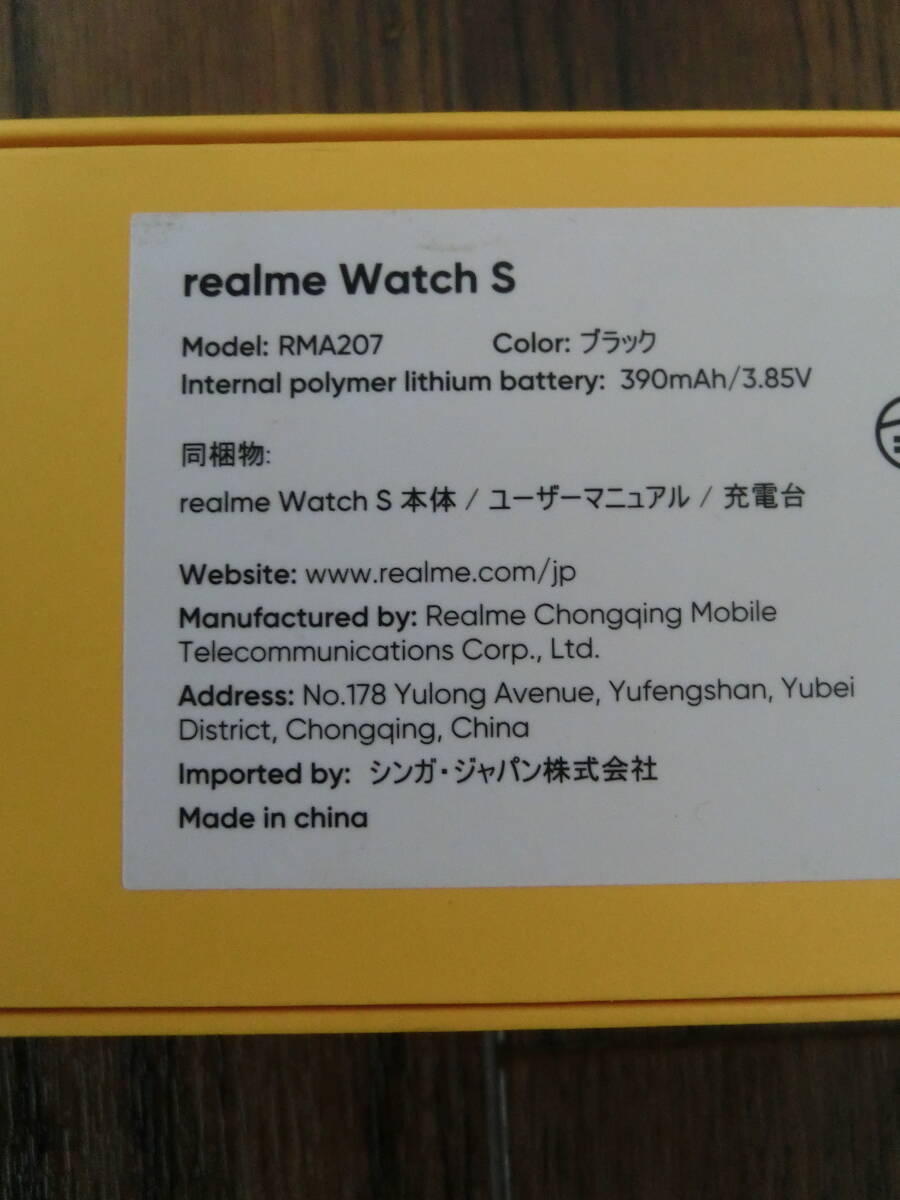 realme Watch S
Model: RMA207 Color: ブラック
Internal polymer lithium battery: 390mAh/3.85V
同梱物:
realme Watch S 本体 / ユーザーマニュアル / 充電台
Website: www.realme.com/jp
Manufactured by: Realme Chongqing Mobile
Telecommunications Corp., Ltd.
Address: No.178 Yulong Avenue, Yufengshan, Yubei
District, Chongqing, China
Imported by: シンガ・ジャパン株式会社
Made in china